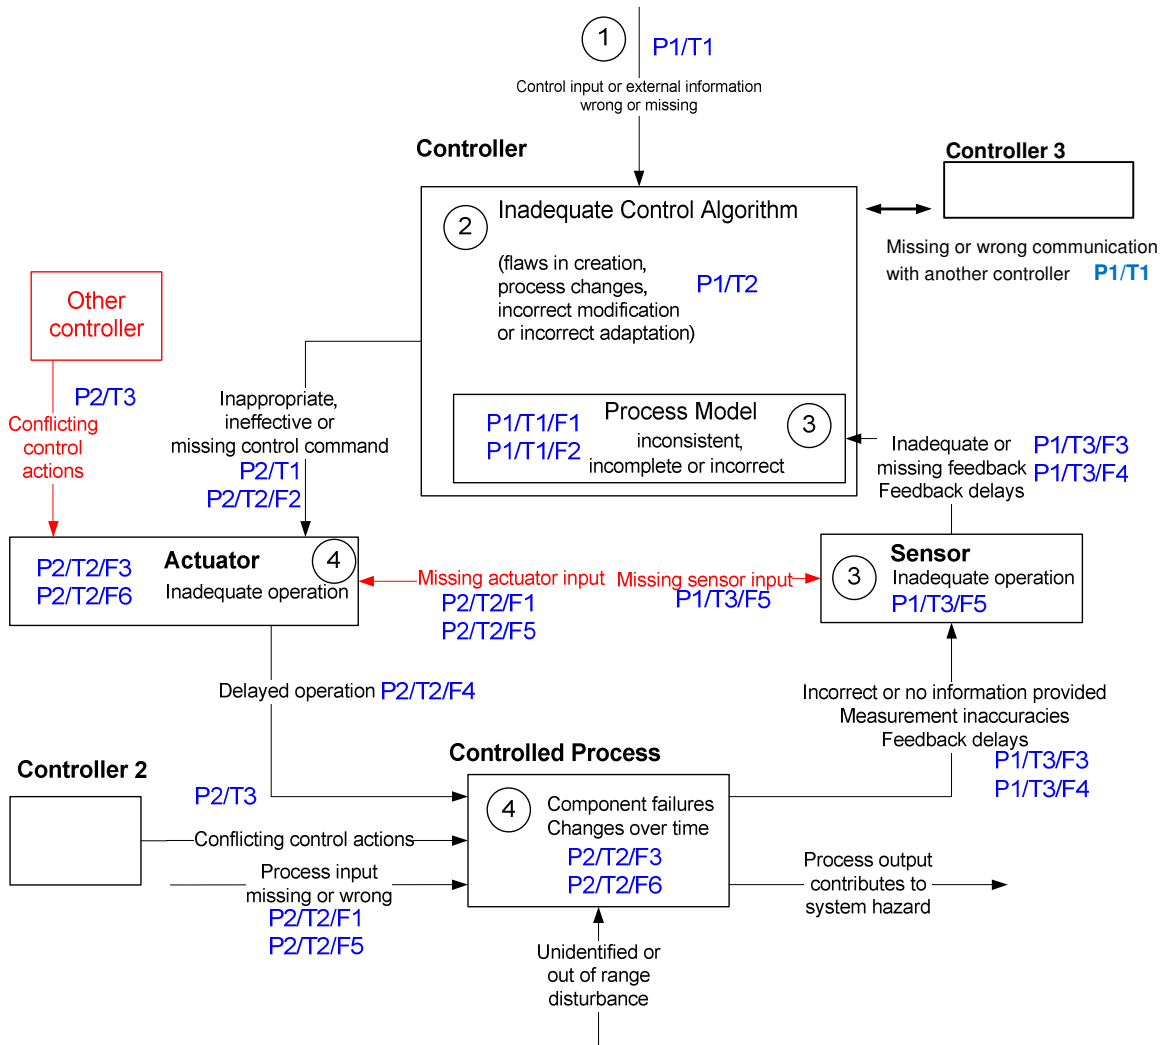 1
P1/T1
Control input or external information
wrong or missing
Controller
Controller 3
2
Inadequate Control Algorithm
(flaws in creation,
process changes,
incorrect modification
or incorrect adaptation)
P1/T2
Missing or wrong communication
with another controller P1/T1
Other
controller
P2/T3
Conflicting
control
actions
Inappropriate,
ineffective or
missing control command
P2/T1
P2/T2/F2
P1/T1/F1
P1/T1/F2
Process Model
inconsistent,
incomplete or incorrect
3
Inadequate or
missing feedback
Feedback delays
P1/T3/F3
P1/T3/F4
P2/T2/F3
P2/T2/F6
Actuator
Inadequate operation
4
Missing actuator input
P2/T2/F1
P2/T2/F5
Missing sensor input
P1/T3/F5
3
Sensor
Inadequate operation
P1/T3/F5
Delayed operation P2/T2/F4
Incorrect or no information provided
Measurement inaccuracies
Feedback delays
P1/T3/F3
P1/T3/F4
Controller 2
P2/T3
Conflicting control actions
Process input
missing or wrong
P2/T2/F1
P2/T2/F5
Controlled Process
4
Component failures
Changes over time
P2/T2/F3
P2/T2/F6
Process output
contributes to
system hazard
Unidentified or
out of range
disturbance